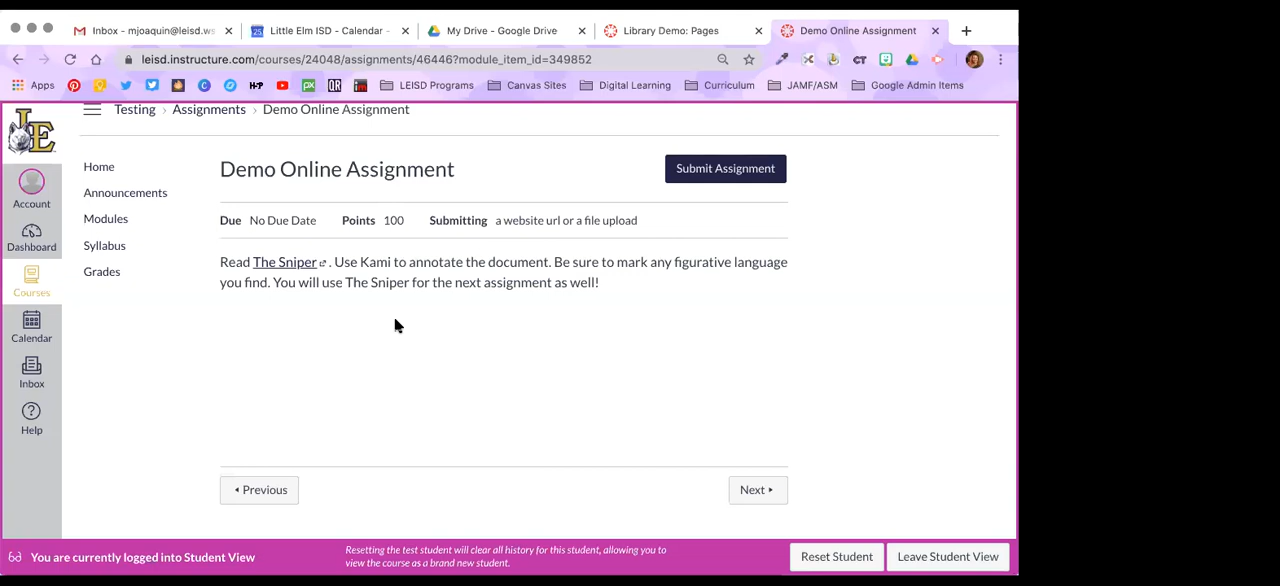 Inbox - mjoaquin@leisd.ws
Little Elm ISD - Calendar -
My Drive - Google Drive
Library Demo: Pages
Demo Online Assignment
leisd.instructure.com/courses/24048/assignments/46446?module_item_id=349852
Apps
LEISD Programs
Canvas Sites
Digital Learning
Curriculum
JAMF/ASM
Google Admin Items
LE
Testing › Assignments › Demo Online Assignment
Account
Dashboard
Courses
Calendar
Inbox
Help
Home
Announcements
Modules
Syllabus
Grades
Demo Online Assignment
Submit Assignment
Due No Due Date Points 100 Submitting a website url or a file upload
Read The Sniper . Use Kami to annotate the document. Be sure to mark any figurative language
you find. You will use The Sniper for the next assignment as well!
Previous
Next
You are currently logged into Student View
Resetting the test student will clear all history for this student, allowing you to
view the course as a brand new student.
Reset Student
Leave Student View